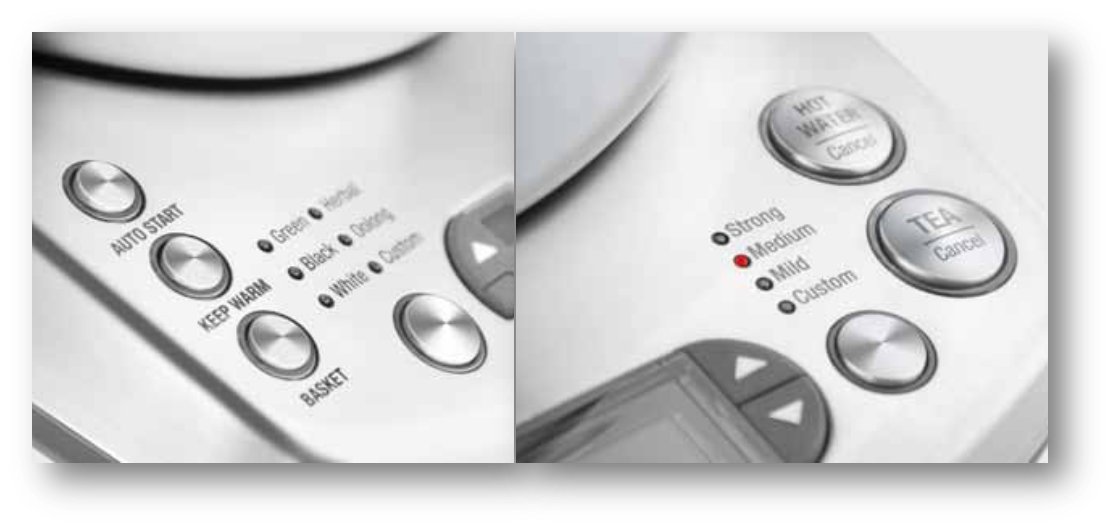 AUTO START
KEEP WARM
BASKET
Green
Herbal
Black
Oolong
White
Custom
HOT
WATER
Cancel
TEA
Cancel
Strong
Medium
Mild
Custom